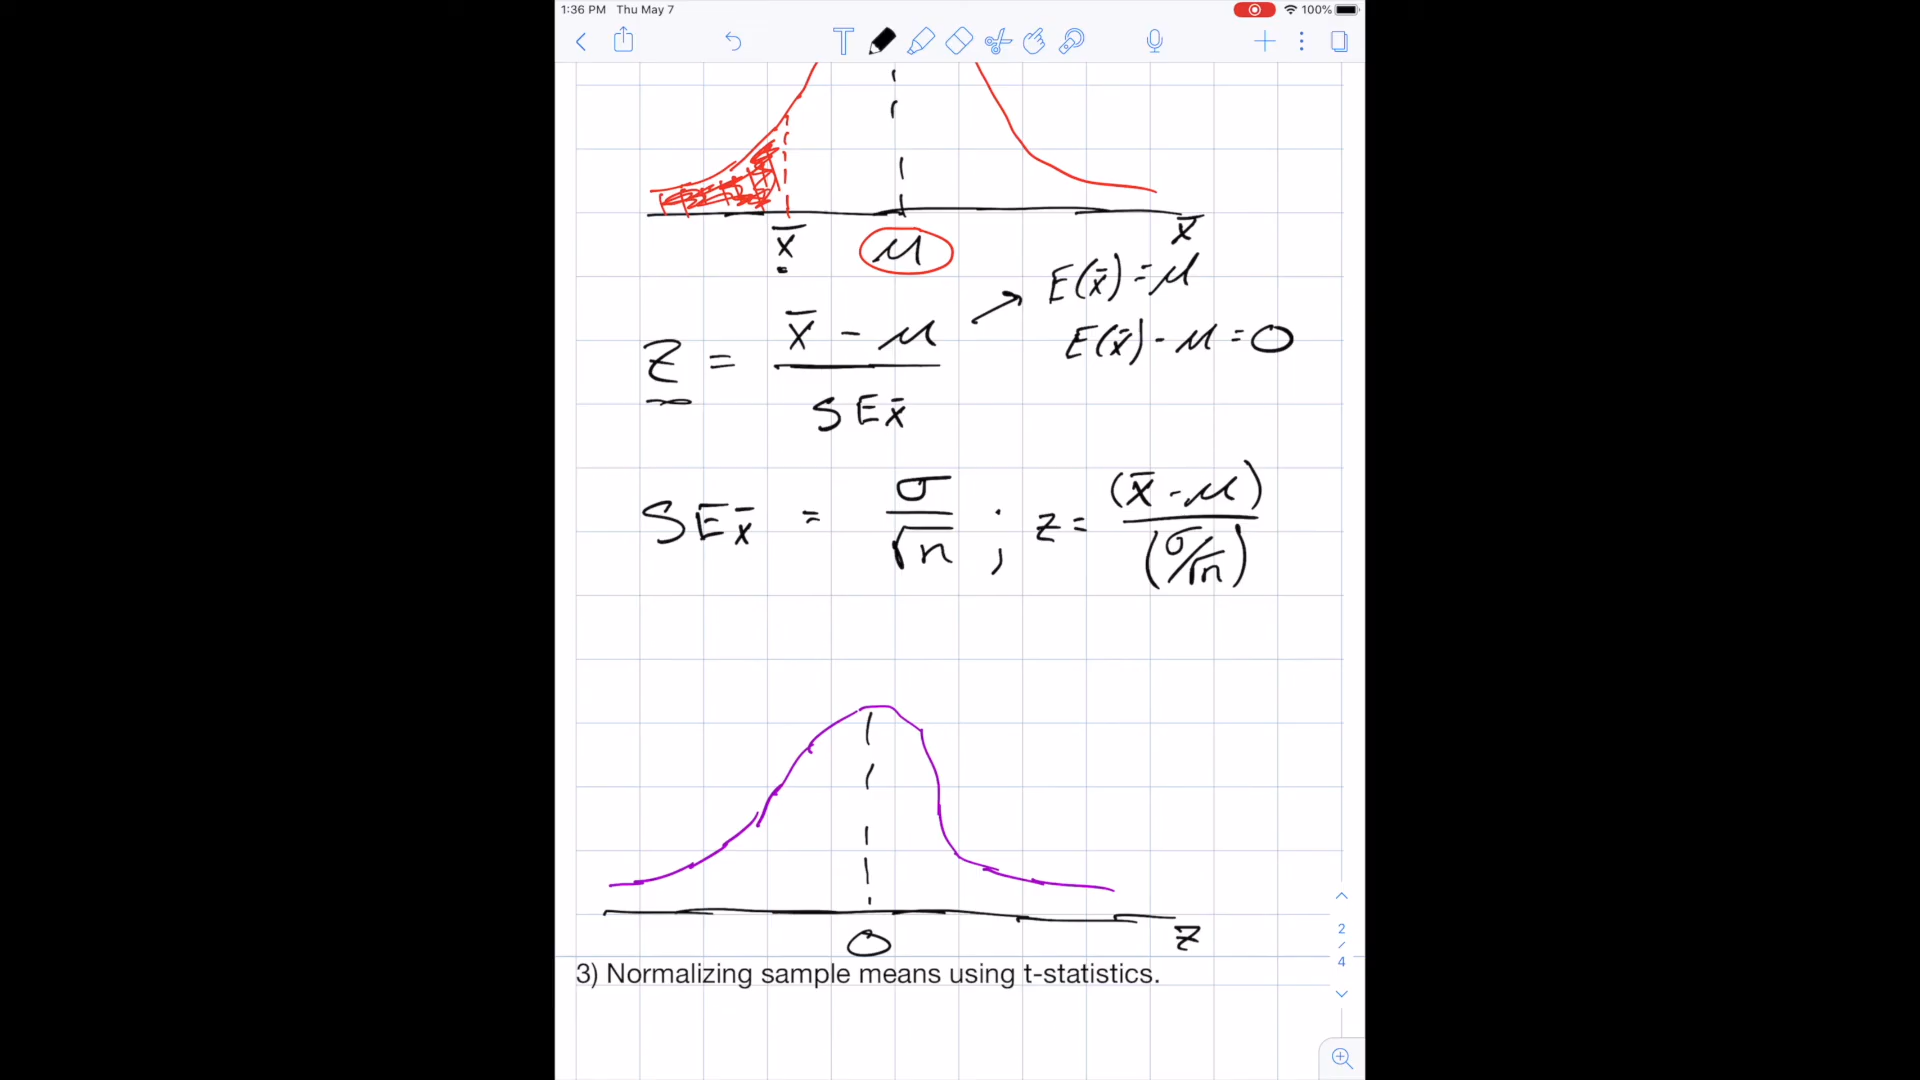 1:36 PM Thu May 7 100%
T
x̄ μ x̄
E(x̄) = μ
z = x̄ - μ / SEx̄
E(x̄) - μ = 0
SEx̄ = σ/√n ; z = (x̄ - μ)/(σ/√n)
0 z
2/4
3) Normalizing sample means using t-statistics.